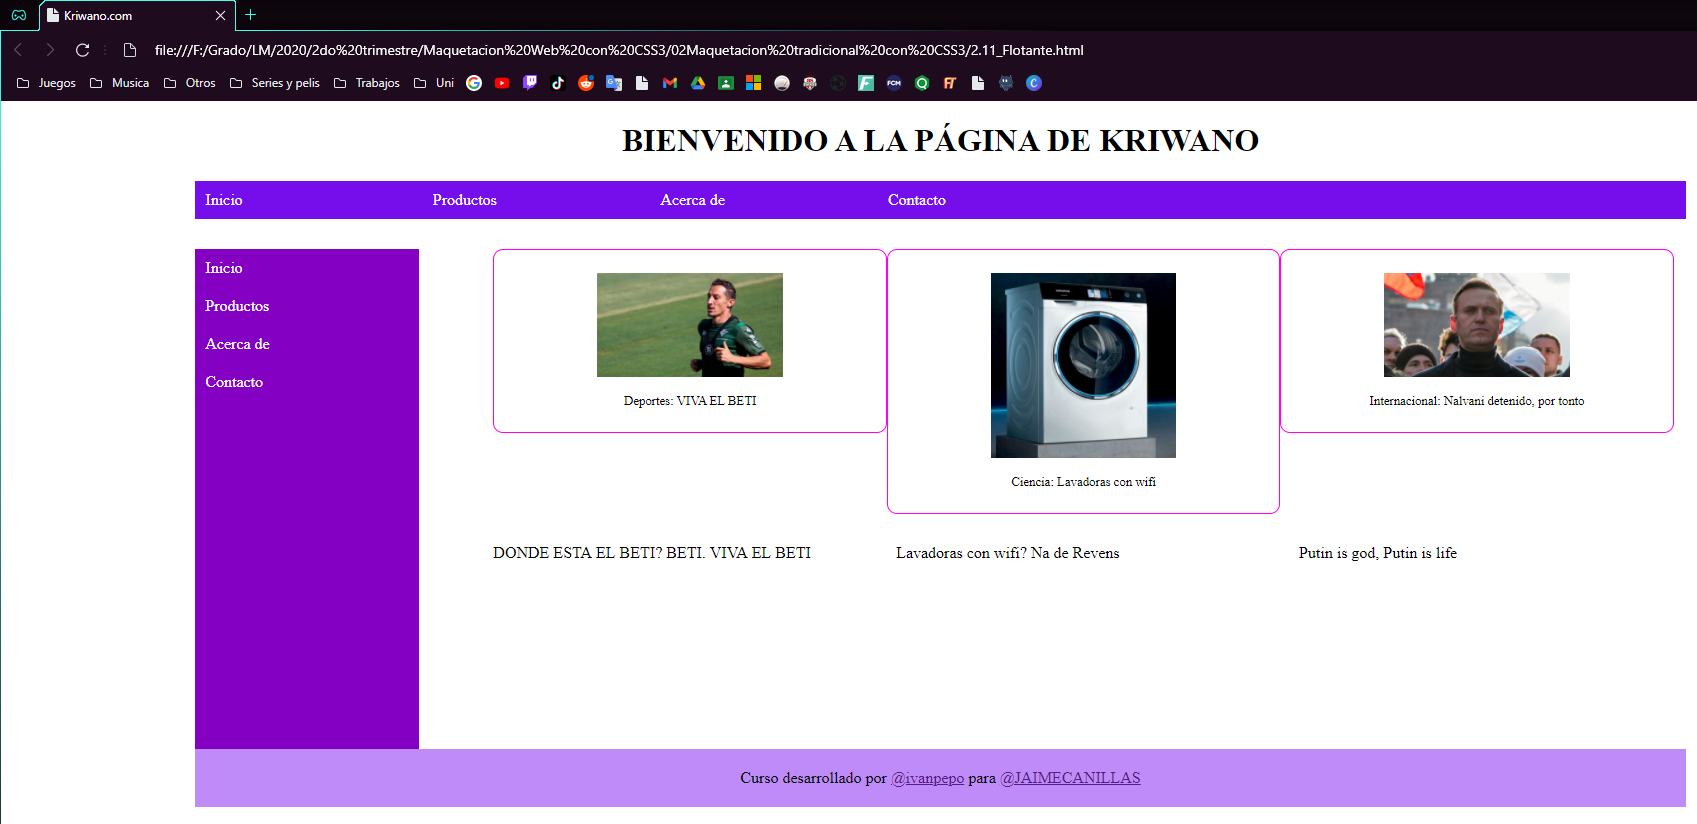 Kriwano.com
file:///F:/Grado/LM/2020/2do%20trimestre/Maquetacion%20Web%20con%20CSS3/02Maquetacion%20tradicional%20con%20CSS3/2.11_Flotante.html
Juegos Musica Otros Series y pelis Trabajos Uni
BIENVENIDO A LA PÁGINA DE KRIWANO
Inicio Productos Acerca de Contacto
Inicio
Productos
Acerca de
Contacto
Deportes: VIVA EL BETI
Ciencia: Lavadoras con wifi
Internacional: Nalvani detenido, por tonto
DONDE ESTA EL BETI? BETI. VIVA EL BETI
Lavadoras con wifi? Na de Revens
Putin is god, Putin is life
Curso desarrollado por @ivanpepo para @JAIMECANILLAS